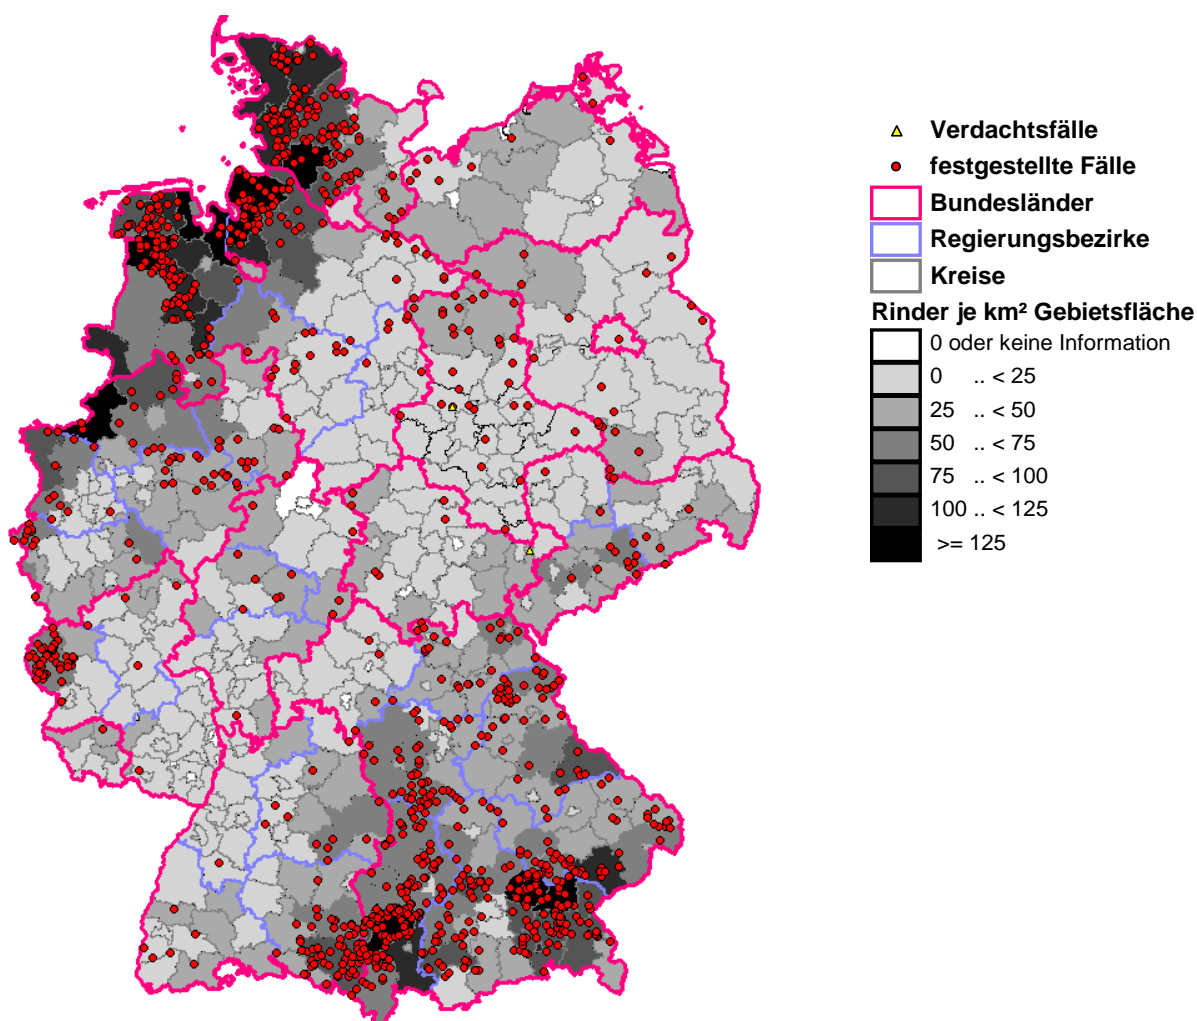 Verdachtsfälle
festgestellte Fälle
Bundesländer
Regierungsbezirke
Kreise
Rinder je km² Gebietsfläche
0 oder keine Information
0 .. < 25
25 .. < 50
50 .. < 75
75 .. < 100
100 .. < 125
>= 125